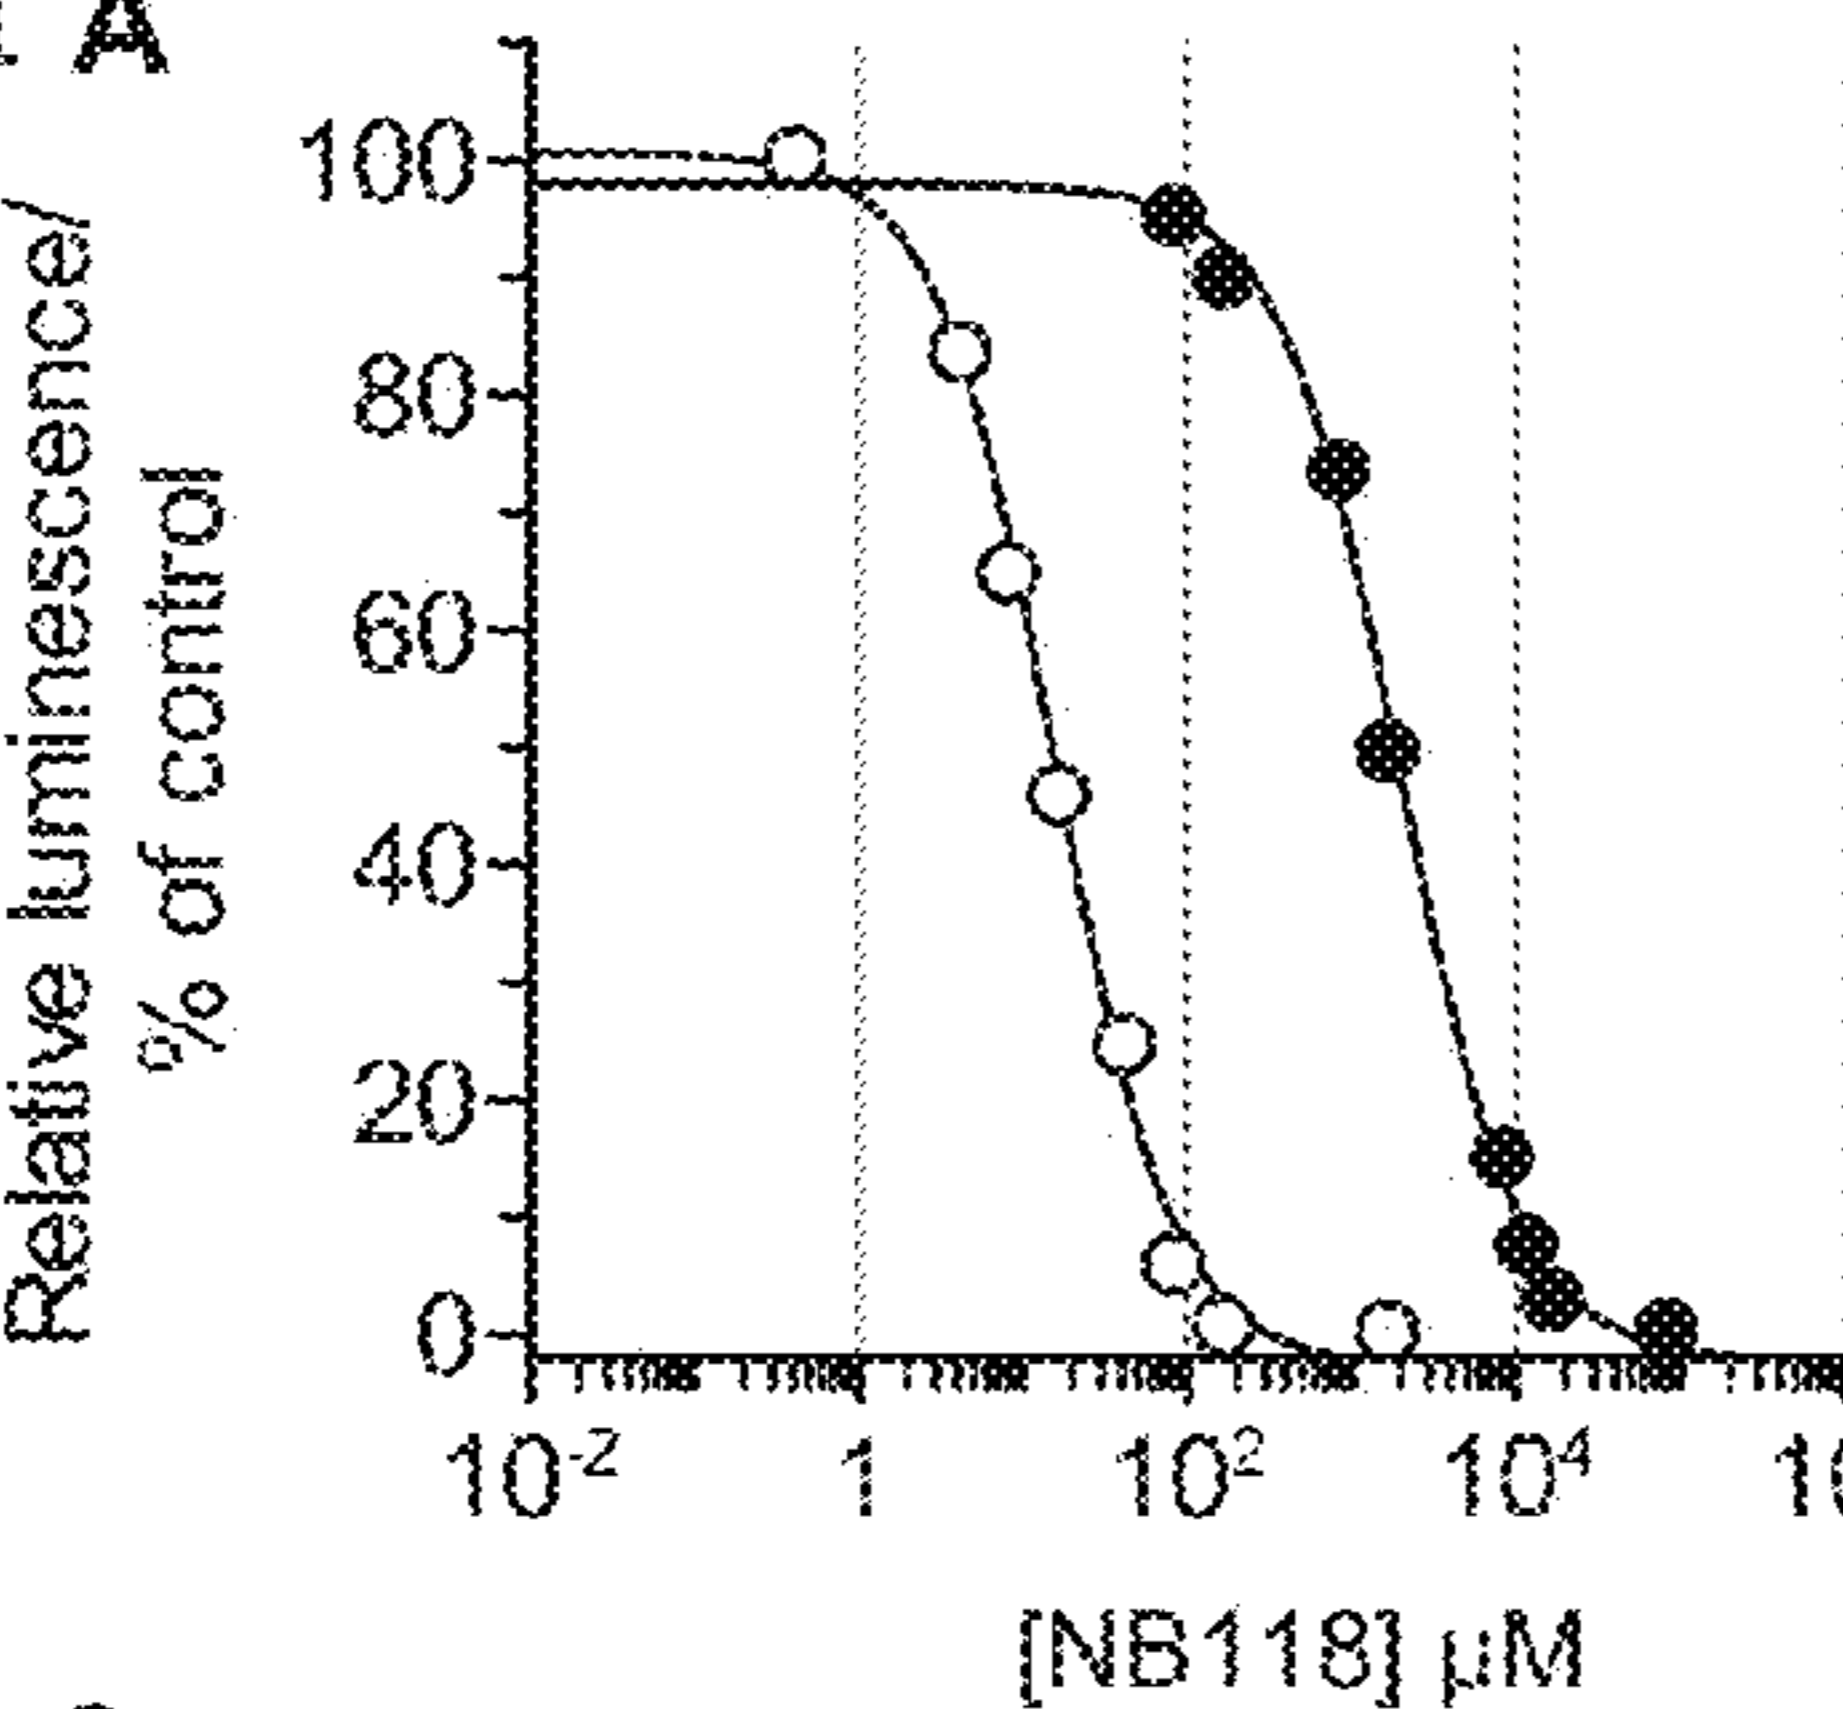 A
Relative luminescence/
% of control
100
80
60
40
20
0
10⁻² 1 10² 10⁴
[NB118] µM